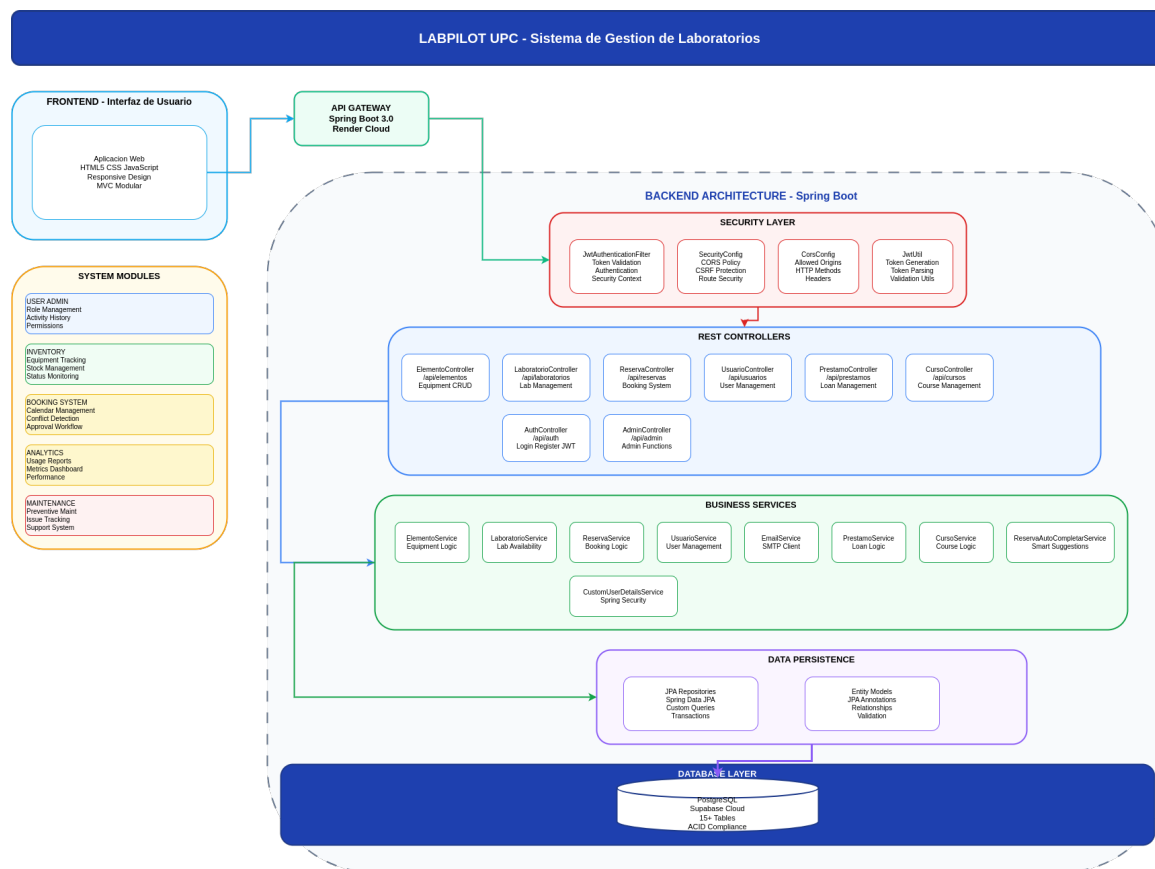 LABPILOT UPC - Sistema de Gestion de Laboratorios
FRONTEND - Interfaz de Usuario
Aplicacion Web
HTML5 CSS JavaScript
Responsive Design
MVC Modular
API GATEWAY
Spring Boot 3.0
Render Cloud
SYSTEM MODULES
USER ADMIN
Role Management
Activity History
Permissions
INVENTORY
Equipment Tracking
Stock Management
Status Monitoring
BOOKING SYSTEM
Calendar Management
Conflict Detection
Approval Workflow
ANALYTICS
Usage Reports
Metrics Dashboard
Performance
MAINTENANCE
Preventive Maint
Issue Tracking
Support System
BACKEND ARCHITECTURE - Spring Boot
SECURITY LAYER
JwtAuthenticationFilter
Token Validation
Authentication
Security Context
SecurityConfig
CORS Policy
CSRF Protection
Route Security
CorsConfig
Allowed Origins
HTTP Methods
Headers
JwtUtil
Token Generation
Token Parsing
Validation Utils
REST CONTROLLERS
ElementoController
/api/elementos
Equipment CRUD
LaboratorioController
/api/laboratorios
Lab Management
ReservaController
/api/reservas
Booking System
UsuarioController
/api/usuarios
User Management
PrestamoController
/api/prestamos
Loan Management
CursoController
/api/cursos
Course Management
AuthController
/api/auth
Login Register JWT
AdminController
/api/admin
Admin Functions
BUSINESS SERVICES
ElementoService
Equipment Logic
LaboratorioService
Lab Availability
ReservaService
Booking Logic
UsuarioService
User Management
EmailService
SMTP Client
PrestamoService
Loan Logic
CursoService
Course Logic
ReservaAutoCompletarService
Smart Suggestions
CustomUserDetailsService
Spring Security
DATA PERSISTENCE
JPA Repositories
Spring Data JPA
Custom Queries
Transactions
Entity Models
JPA Annotations
Relationships
Validation
DATABASE LAYER
PostgreSQL
Supabase Cloud
15+ Tables
ACID Compliance